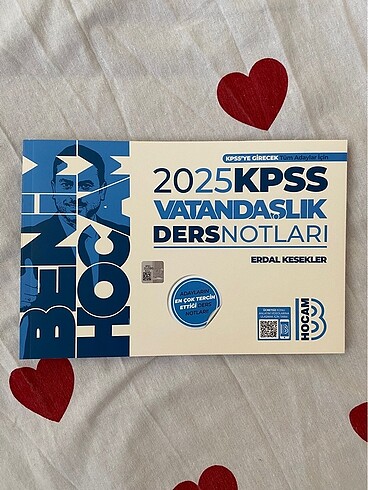 BENİM
HOCAM
KPSS'YE GİRECEK Tüm Adaylar İçin
2025 KPSS
VATANDAŞLIK
DERS NOTLARI
ERDAL KESEKLER
ADAYLARIN
EN ÇOK TERCİH
ETTİĞİ DERS
NOTLARI
HOCAM